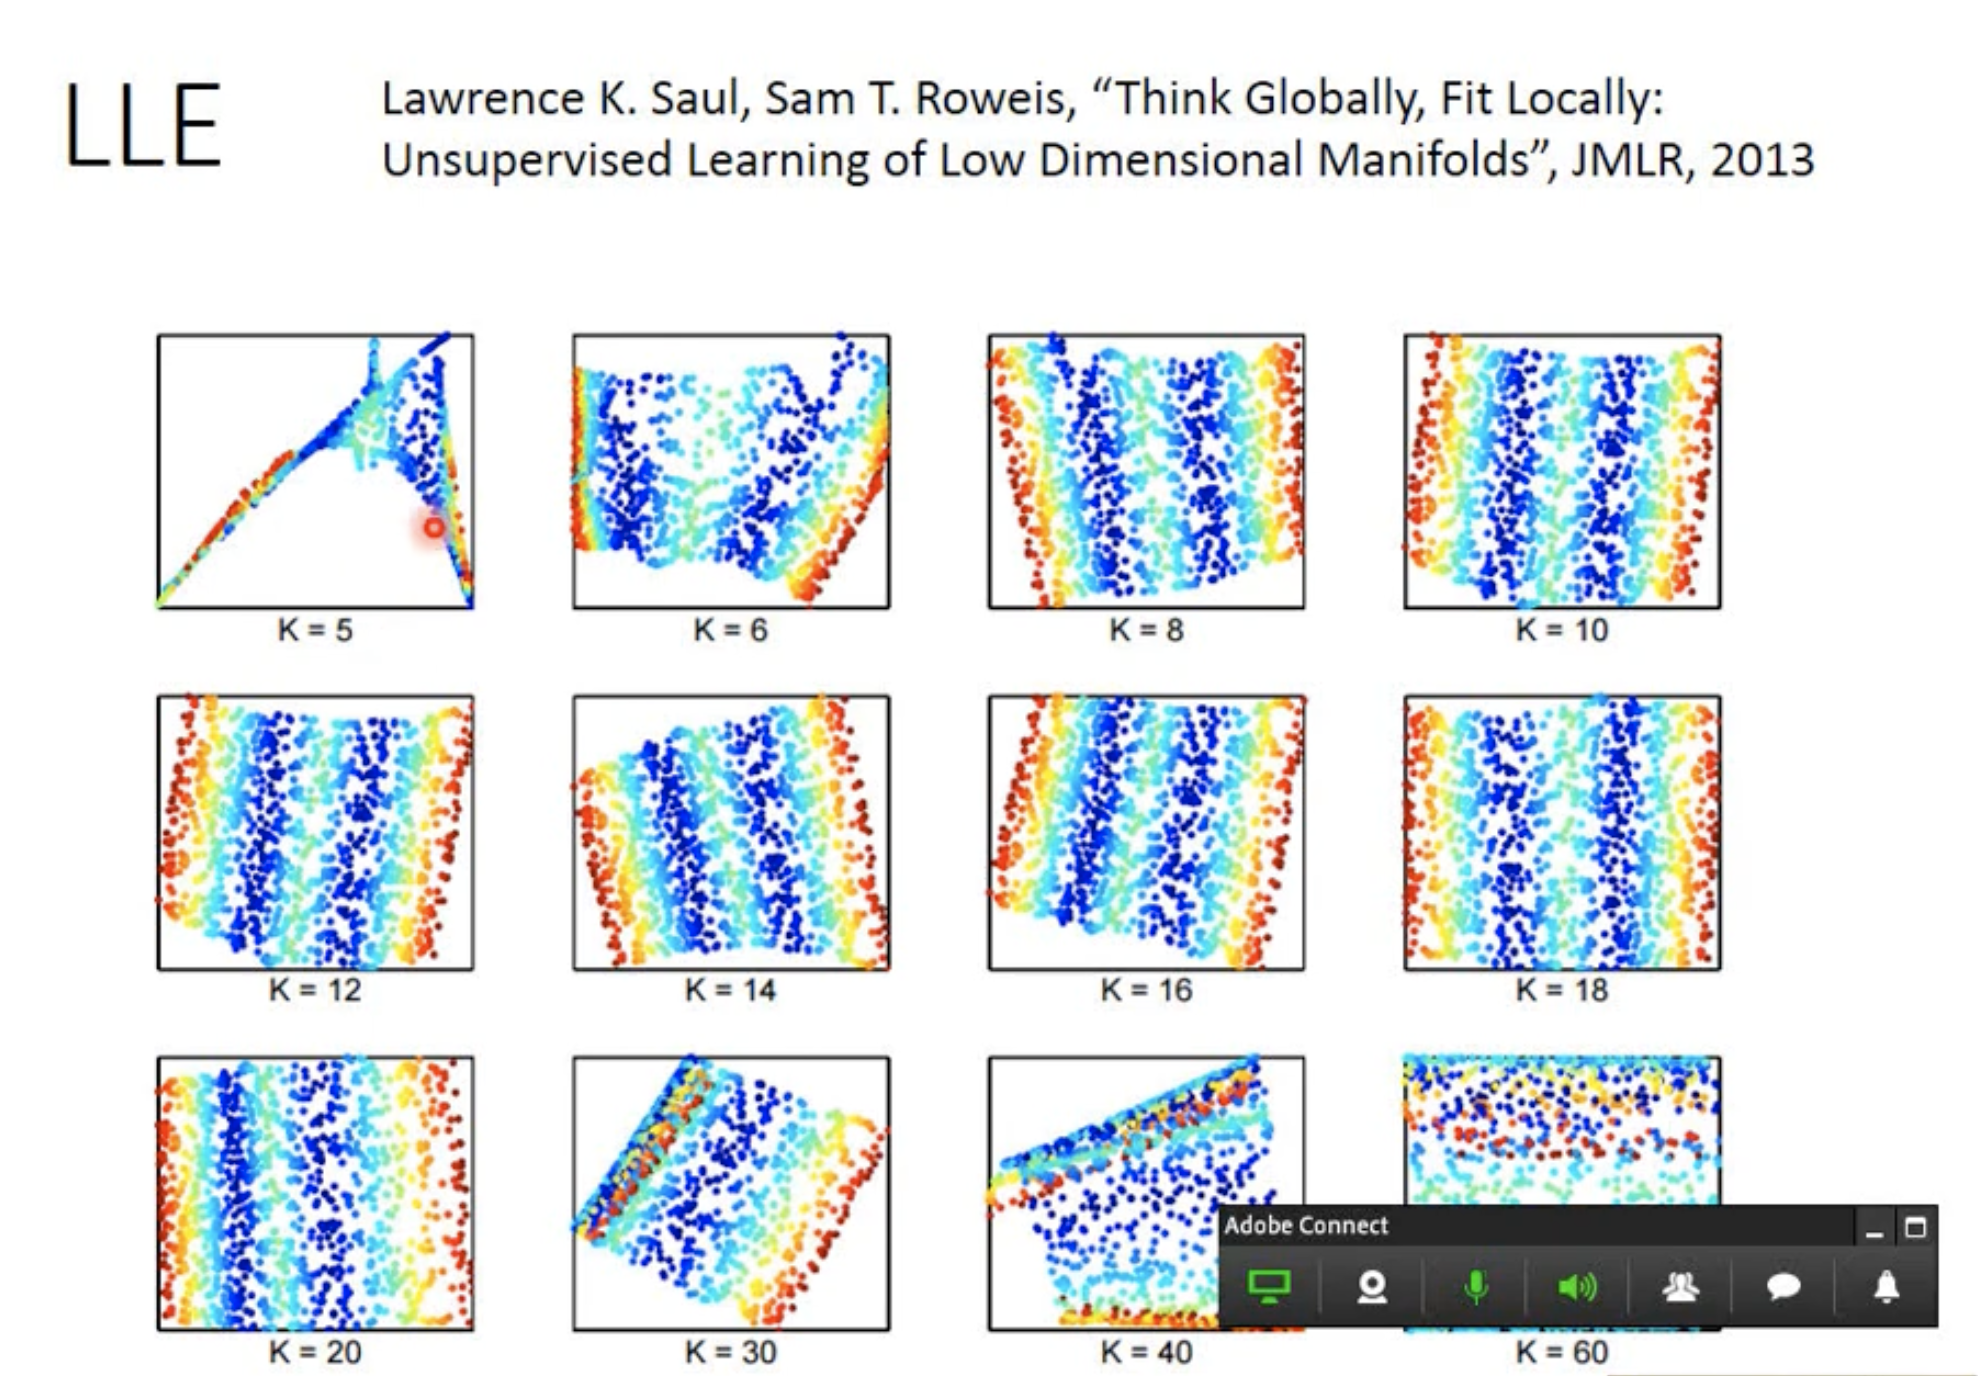 LLE
Lawrence K. Saul, Sam T. Roweis, “Think Globally, Fit Locally:
Unsupervised Learning of Low Dimensional Manifolds”, JMLR, 2013
K = 5
K = 6
K = 8
K = 10
K = 12
K = 14
K = 16
K = 18
K = 20
K = 30
K = 40
K = 60
Adobe Connect